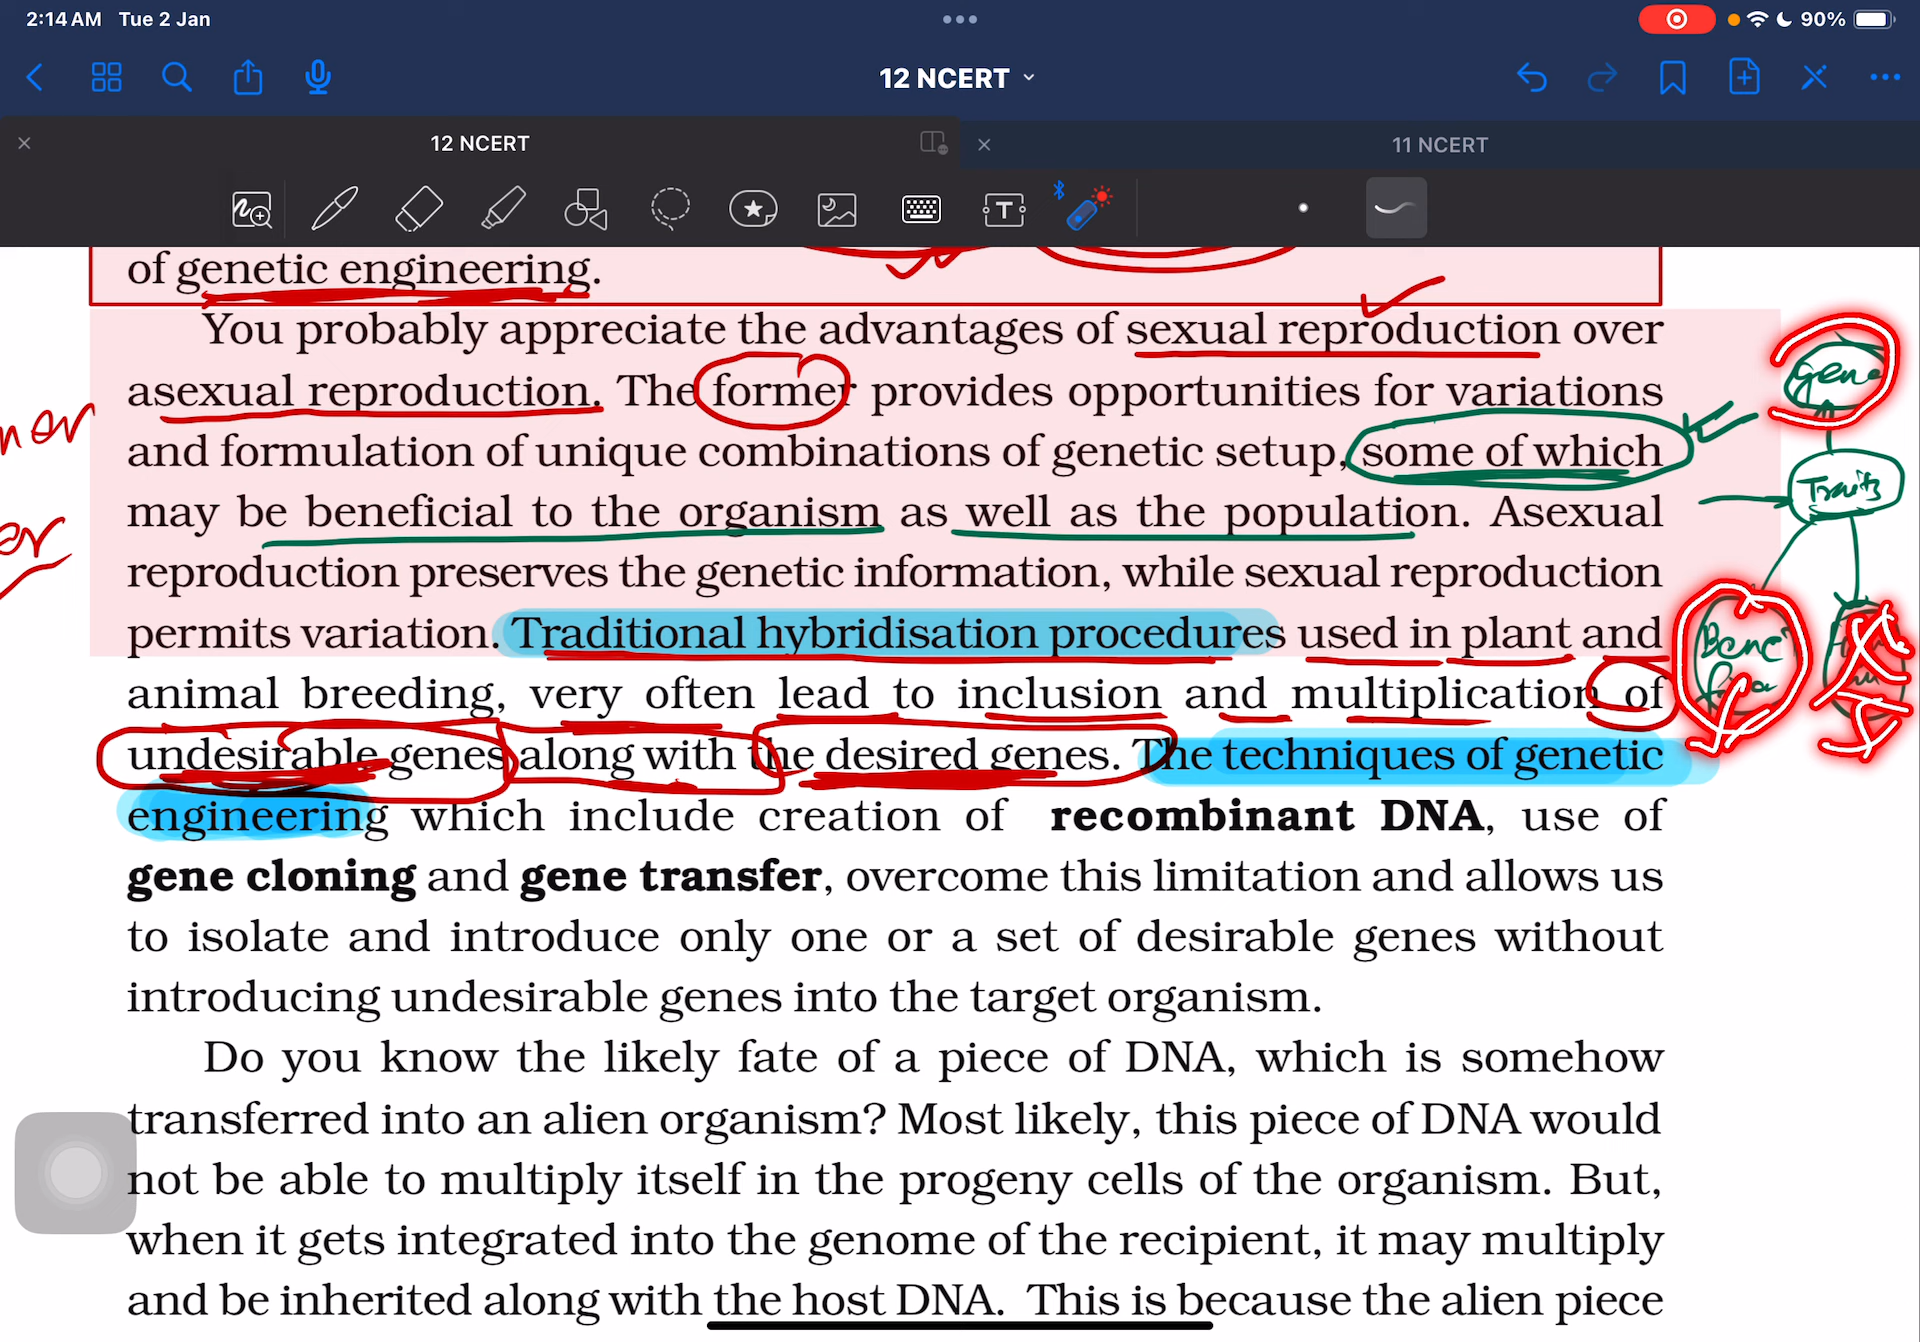 2:14 AM Tue 2 Jan
90%
12 NCERT
12 NCERT
11 NCERT
of genetic engineering.
You probably appreciate the advantages of sexual reproduction over
asexual reproduction. The former provides opportunities for variations
and formulation of unique combinations of genetic setup, some of which
may be beneficial to the organism as well as the population. Asexual
reproduction preserves the genetic information, while sexual reproduction
permits variation. Traditional hybridisation procedures used in plant and
animal breeding, very often lead to inclusion and multiplication of
undesirable genes along with the desired genes. The techniques of genetic
engineering which include creation of recombinant DNA, use of
gene cloning and gene transfer, overcome this limitation and allows us
to isolate and introduce only one or a set of desirable genes without
introducing undesirable genes into the target organism.
Do you know the likely fate of a piece of DNA, which is somehow
transferred into an alien organism? Most likely, this piece of DNA would
not be able to multiply itself in the progeny cells of the organism. But,
when it gets integrated into the genome of the recipient, it may multiply
and be inherited along with the host DNA. This is because the alien piece
Gene
Traits